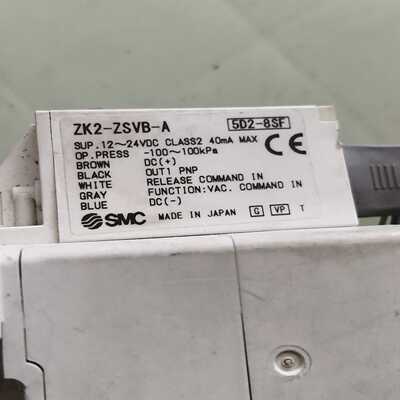 ZK2-ZSVB-A 5D2-8SF
SUP.12~24VDC CLASS2 40mA MAX
OP.PRESS -100~100kPa
BROWN DC(+)
BLACK OUT1 PNP
WHITE RELEASE COMMAND IN
GRAY FUNCTION:VAC. COMMAND IN
BLUE DC(-)
CE
SMC MADE IN JAPAN G VP T